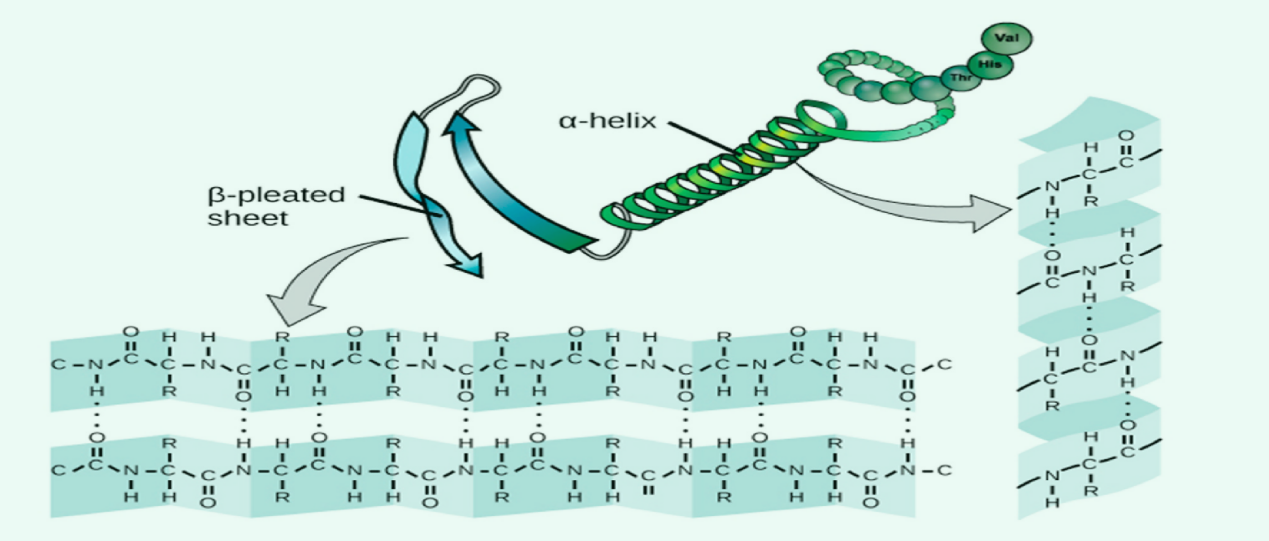 Val
His
Thr
α-helix
β-pleated
sheet
O H H R O H H R O H H R O H H
C N C C N C C N C C N C C N C C N C C N C C N C C N C C
H R O H H R O H H R O H H R O
O R H H O R H H O R H H O R H
C C N C C N C C N C C N C C N C C N C C N C C N C C N C
H H O R H H O R H H R H H O
O
H
C C
N R
H
O H
C N C
H R
O
H C N
C H
R
O
H C
N C
H R